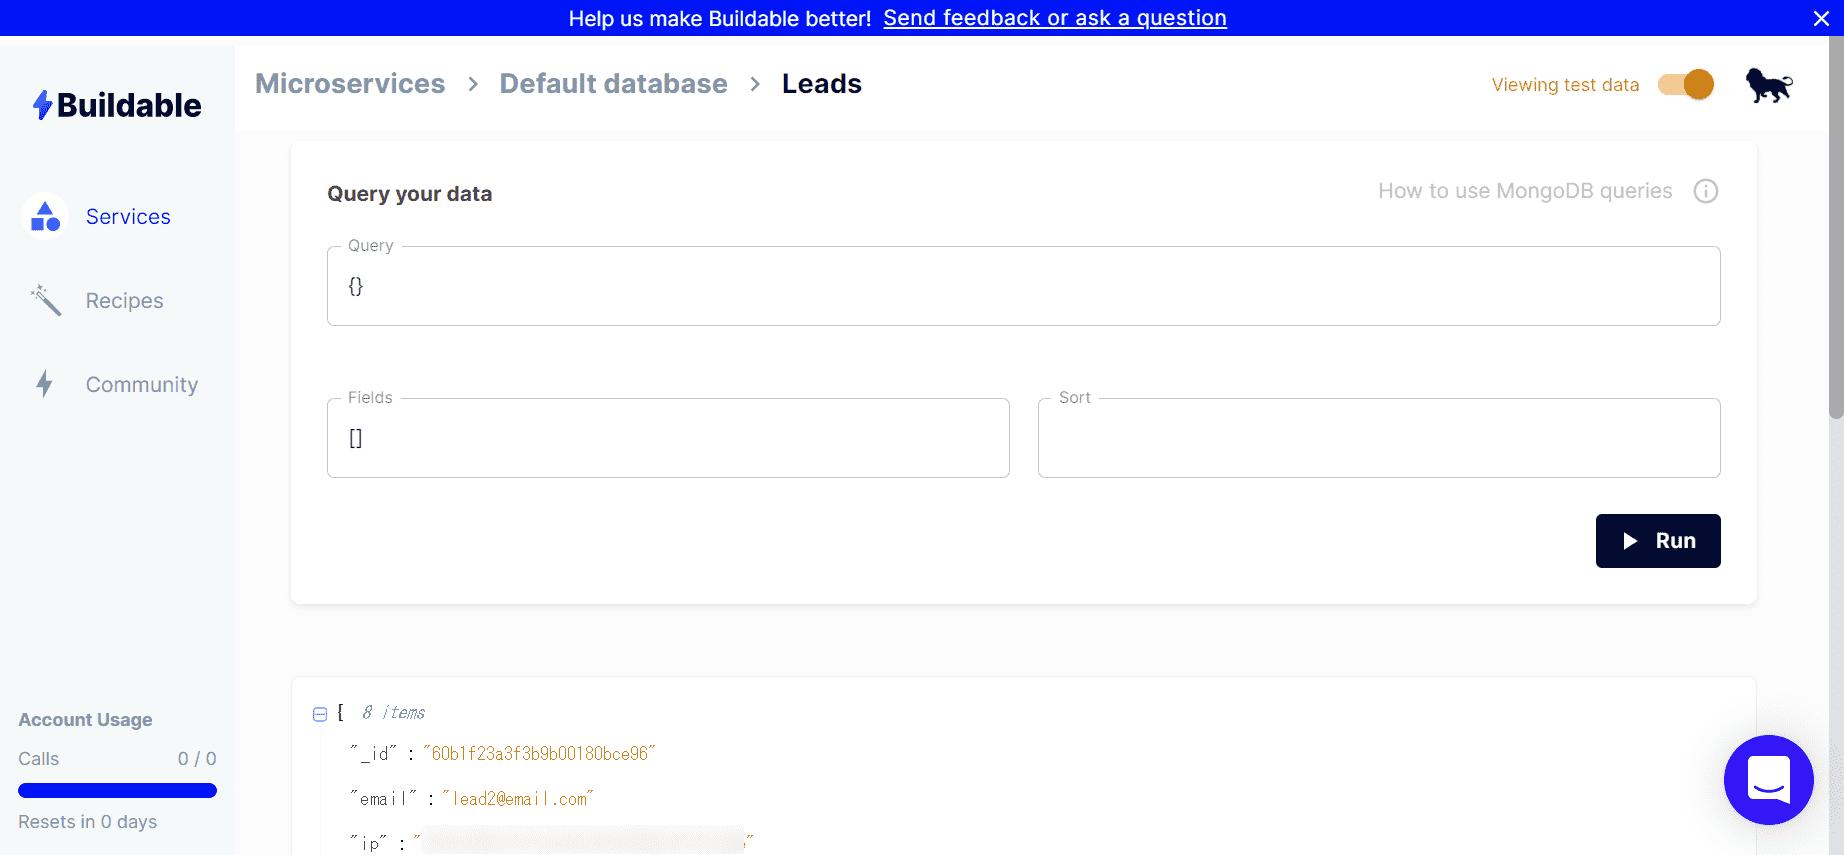 Help us make Buildable better! Send feedback or ask a question
Buildable
Microservices > Default database > Leads
Viewing test data
Services
Recipes
Community
Query your data
How to use MongoDB queries
Query
{}
Fields
[]
Sort
Run
Account Usage
Calls 0 / 0
Resets in 0 days
{ 8 items
"_id" : "60b1f23a3f3b9b00180bce96"
"email" : "lead2@email.com"
"ip" : " "